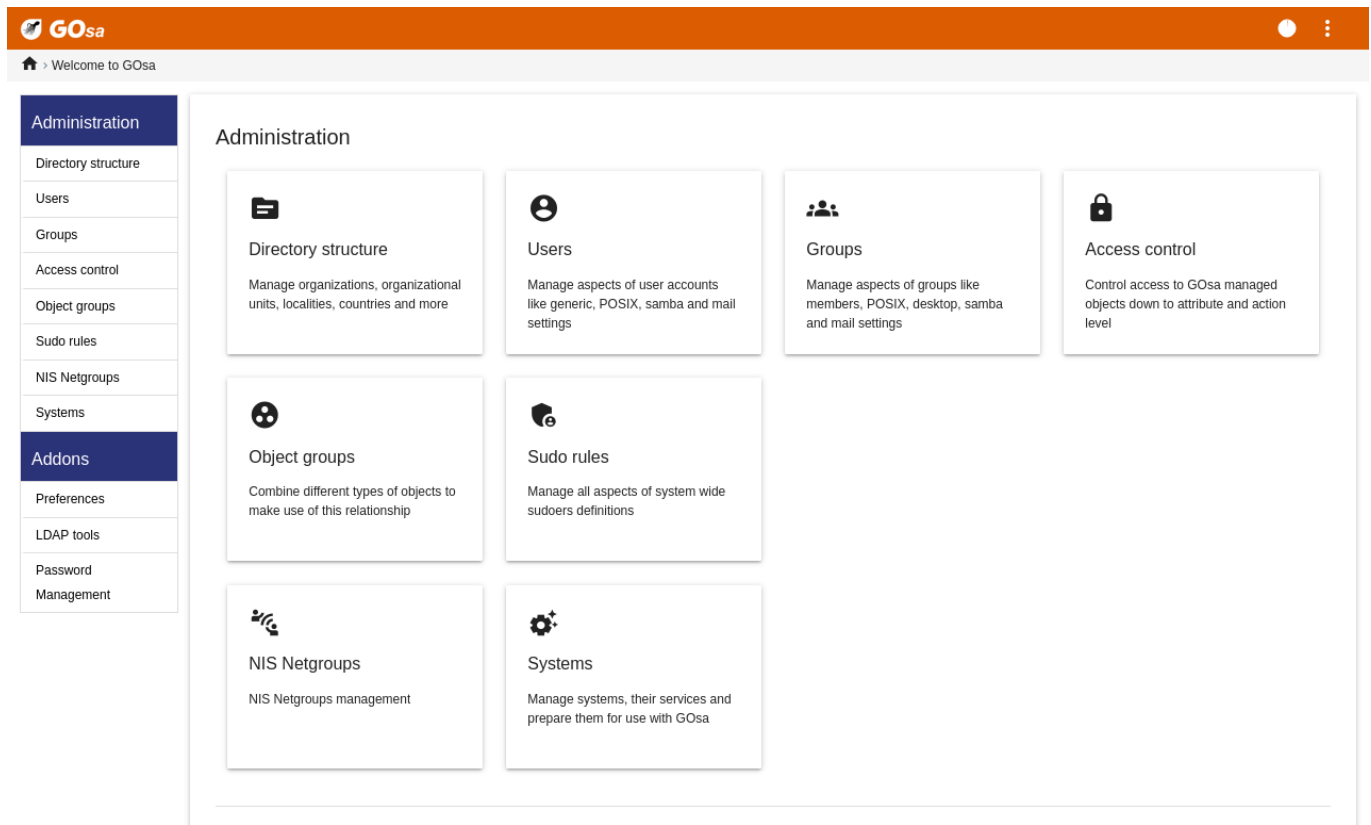 GOsa
› Welcome to GOsa
Administration
Directory structure
Users
Groups
Access control
Object groups
Sudo rules
NIS Netgroups
Systems
Addons
Preferences
LDAP tools
Password
Management
Administration
Directory structure
Manage organizations, organizational
units, localities, countries and more
Users
Manage aspects of user accounts
like generic, POSIX, samba and mail
settings
Groups
Manage aspects of groups like
members, POSIX, desktop, samba
and mail settings
Access control
Control access to GOsa managed
objects down to attribute and action
level
Object groups
Combine different types of objects to
make use of this relationship
Sudo rules
Manage all aspects of system wide
sudoers definitions
NIS Netgroups
NIS Netgroups management
Systems
Manage systems, their services and
prepare them for use with GOsa